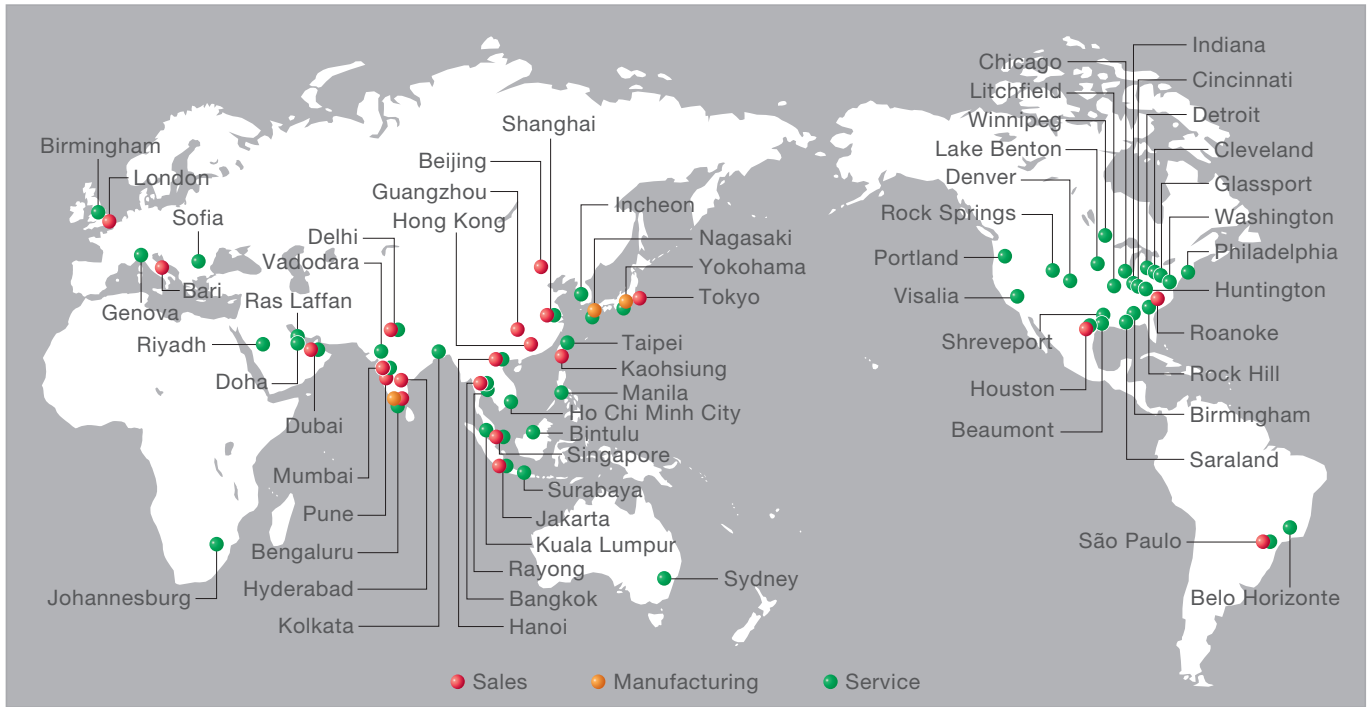 Birmingham
London
Sofia
Genova
Bari
Delhi
Vadodara
Ras Laffan
Riyadh
Doha
Dubai
Mumbai
Pune
Bengaluru
Hyderabad
Kolkata
Johannesburg
Shanghai
Beijing
Guangzhou
Hong Kong
Incheon
Nagasaki
Yokohama
Tokyo
Taipei
Kaohsiung
Manila
Ho Chi Minh City
Bintulu
Singapore
Surabaya
Jakarta
Kuala Lumpur
Rayong
Bangkok
Hanoi
Sydney
Chicago
Litchfield
Winnipeg
Lake Benton
Denver
Rock Springs
Portland
Visalia
Shreveport
Houston
Beaumont
Indiana
Cincinnati
Detroit
Cleveland
Glassport
Washington
Philadelphia
Huntington
Roanoke
Rock Hill
Birmingham
Saraland
São Paulo
Belo Horizonte
Sales
Manufacturing
Service